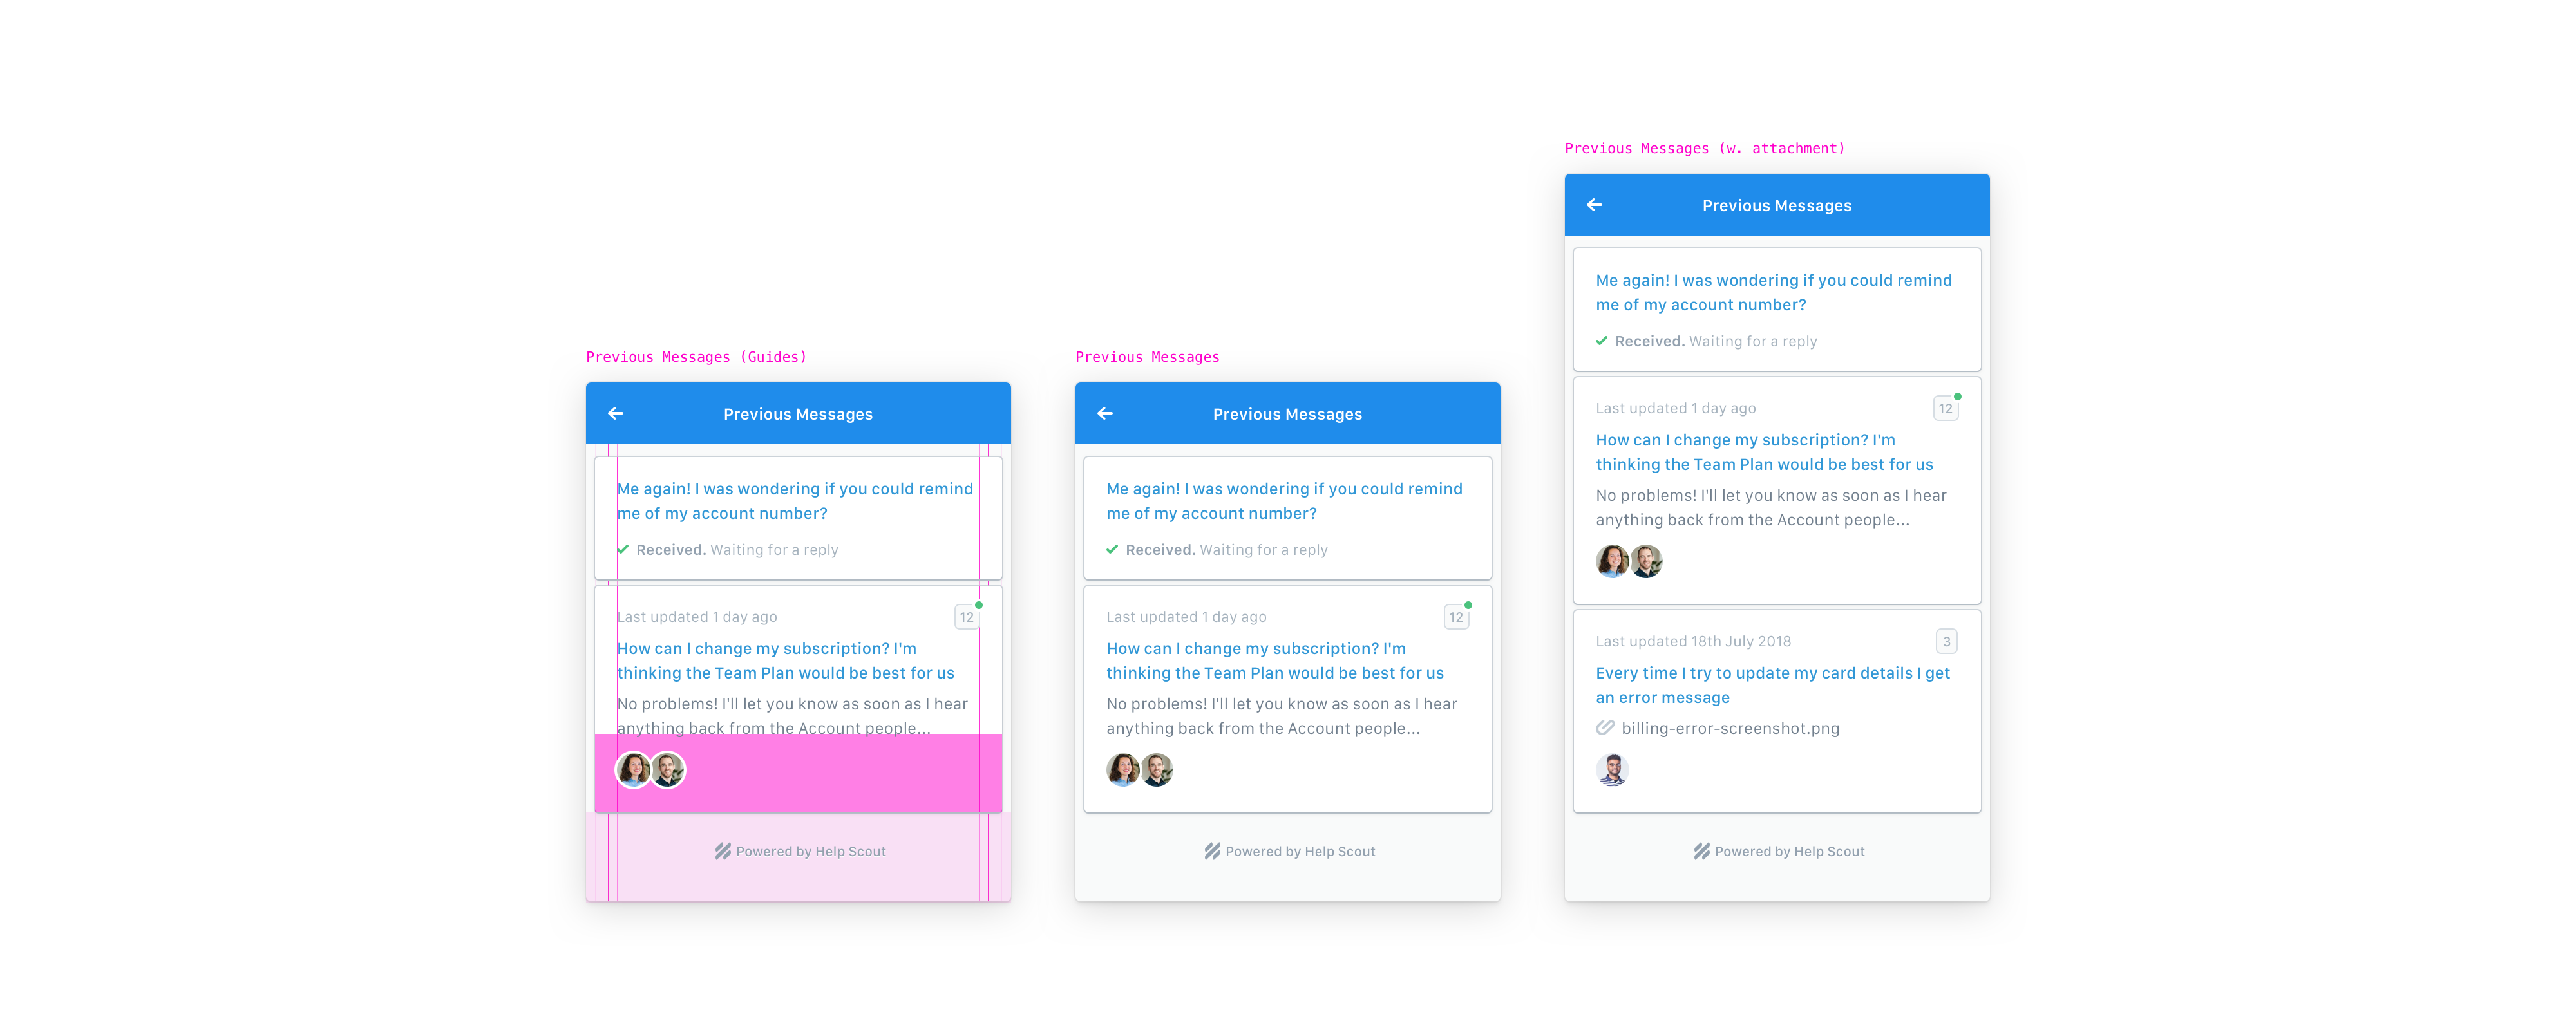 Previous Messages (Guides)
Previous Messages
Me again! I was wondering if you could remind
me of my account number?
Received. Waiting for a reply
Last updated 1 day ago
12
How can I change my subscription? I'm
thinking the Team Plan would be best for us
No problems! I'll let you know as soon as I hear
anything back from the Account people...
Powered by Help Scout
Previous Messages
Previous Messages
Me again! I was wondering if you could remind
me of my account number?
Received. Waiting for a reply
Last updated 1 day ago
12
How can I change my subscription? I'm
thinking the Team Plan would be best for us
No problems! I'll let you know as soon as I hear
anything back from the Account people...
Powered by Help Scout
Previous Messages (w. attachment)
Previous Messages
Me again! I was wondering if you could remind
me of my account number?
Received. Waiting for a reply
Last updated 1 day ago
12
How can I change my subscription? I'm
thinking the Team Plan would be best for us
No problems! I'll let you know as soon as I hear
anything back from the Account people...
Last updated 18th July 2018
3
Every time I try to update my card details I get
an error message
billing-error-screenshot.png
Powered by Help Scout